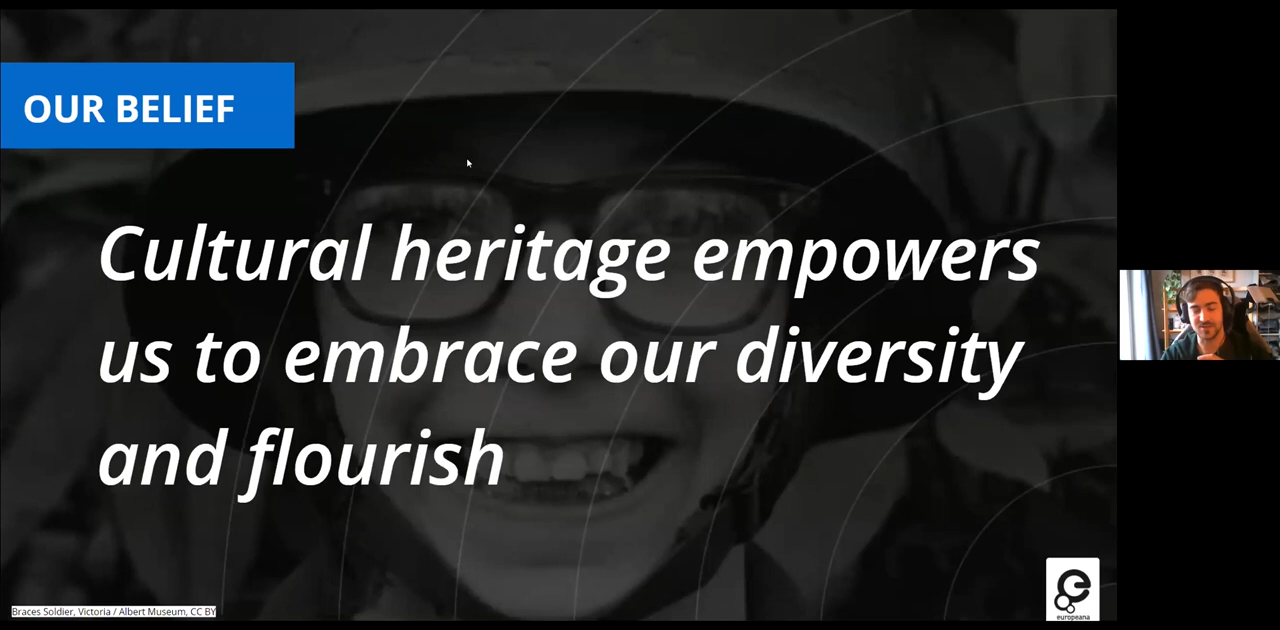 OUR BELIEF
Cultural heritage empowers
us to embrace our diversity
and flourish
Braces Soldier, Victoria / Albert Museum, CC BY
europeana